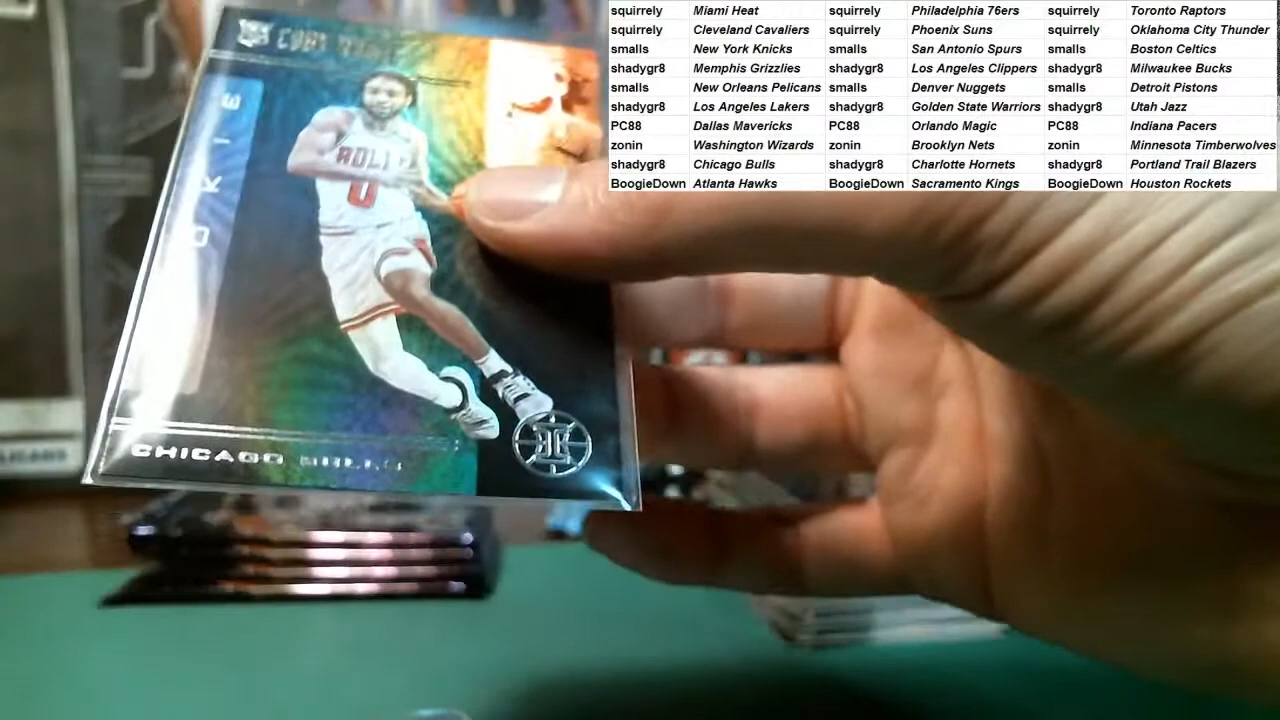 squirrely Miami Heat squirrely Philadelphia 76ers squirrely Toronto Raptors
squirrely Cleveland Cavaliers squirrely Phoenix Suns squirrely Oklahoma City Thunder
smalls New York Knicks smalls San Antonio Spurs smalls Boston Celtics
shadygr8 Memphis Grizzlies shadygr8 Los Angeles Clippers shadygr8 Milwaukee Bucks
smalls New Orleans Pelicans smalls Denver Nuggets smalls Detroit Pistons
shadygr8 Los Angeles Lakers shadygr8 Golden State Warriors shadygr8 Utah Jazz
PC88 Dallas Mavericks PC88 Orlando Magic PC88 Indiana Pacers
zonin Washington Wizards zonin Brooklyn Nets zonin Minnesota Timberwolves
shadygr8 Chicago Bulls shadygr8 Charlotte Hornets shadygr8 Portland Trail Blazers
BoogieDown Atlanta Hawks BoogieDown Sacramento Kings BoogieDown Houston Rockets
RC COBY
0
CHICAGO BULLS